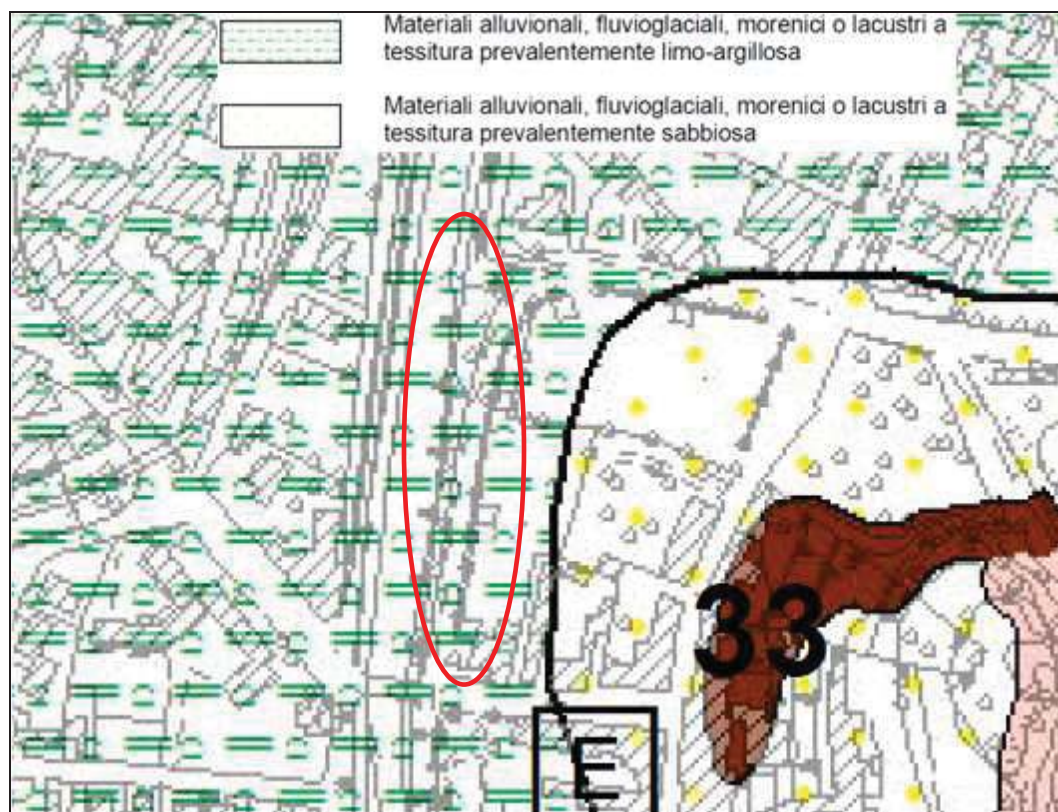 Materiali alluvionali, fluvioglaciali, morenici o lacustri a
tessitura prevalentemente limo-argillosa
Materiali alluvionali, fluvioglaciali, morenici o lacustri a
tessitura prevalentemente sabbiosa
33
E